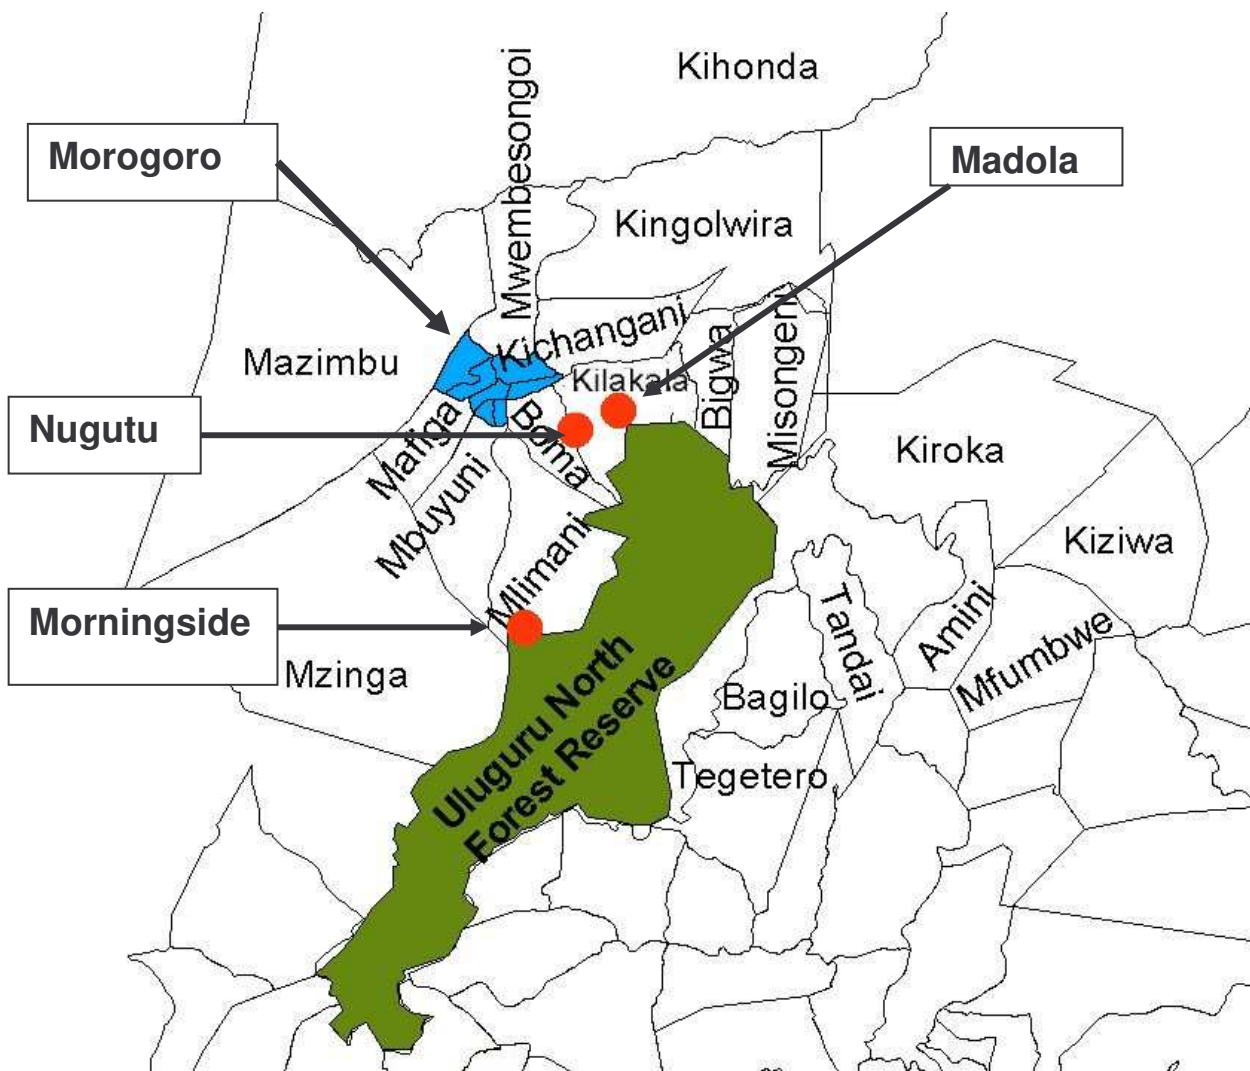 Kihonda
Mwembesongoi
Morogoro
Madola
Kingolwira
Kichangani
Misongeni
Bigwa
Mazimbu
Kilakala
Nugutu
Mafiga
Boma
Kiroka
Mbuyuni
Kiziwa
Mlimani
Morningside
Tandai
Amini
Mfumbwe
Mzinga
Bagilo
Uluguru North
Forest Reserve
Tegetero